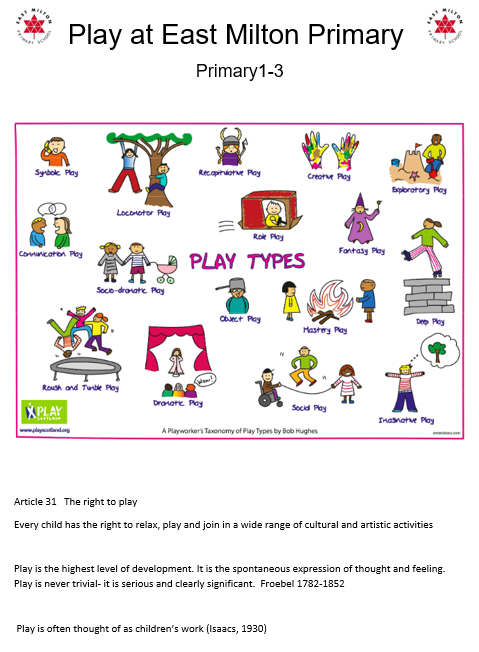 EAST MILTON
PRIMARY SCHOOL
Play at East Milton Primary
EAST MILTON
PRIMARY SCHOOL
Primary1-3
Symbolic Play
Locomotor Play
Recapitulative Play
Creative Play
Exploratory Play
Communication Play
Role Play
Fantasy Play
PLAY TYPES
Socio-dramatic Play
Object Play
Mastery Play
Deep Play
Rough and Tumble Play
Wow!
Dramatic Play
Social Play
Imaginative Play
PLAY
SCOTLAND
www.playscotland.org
A Playworker's Taxonomy of Play Types by Bob Hughes
Article 31 The right to play
Every child has the right to relax, play and join in a wide range of cultural and artistic activities
Play is the highest level of development. It is the spontaneous expression of thought and feeling.
Play is never trivial- it is serious and clearly significant. Froebel 1782-1852
Play is often thought of as children's work (Isaacs, 1930)